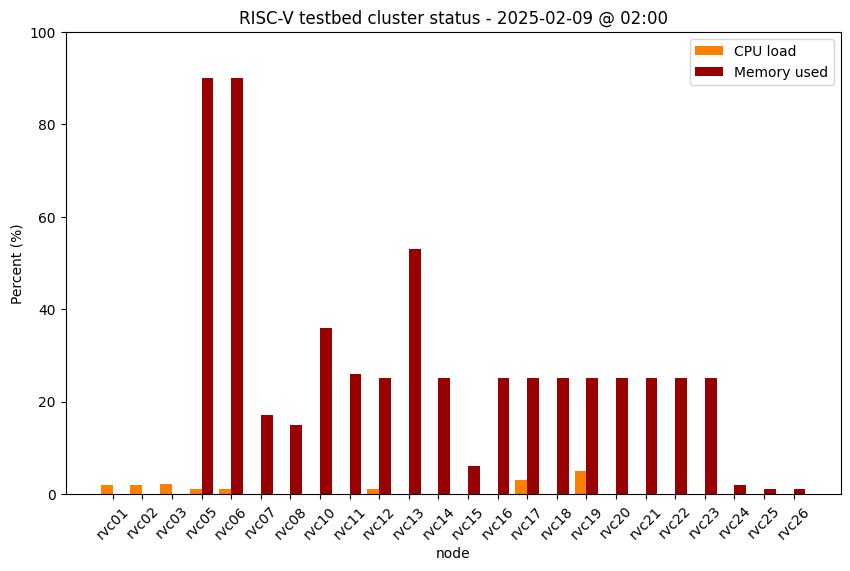 RISC-V testbed cluster status - 2025-02-09 @ 02:00
CPU load
Memory used
Percent (%)
100
80
60
40
20
0
rvc01
rvc02
rvc03
rvc05
rvc06
rvc07
rvc08
rvc10
rvc11
rvc12
rvc13
rvc14
rvc15
rvc16
rvc17
rvc18
rvc19
rvc20
rvc21
rvc22
rvc23
rvc24
rvc25
rvc26
node